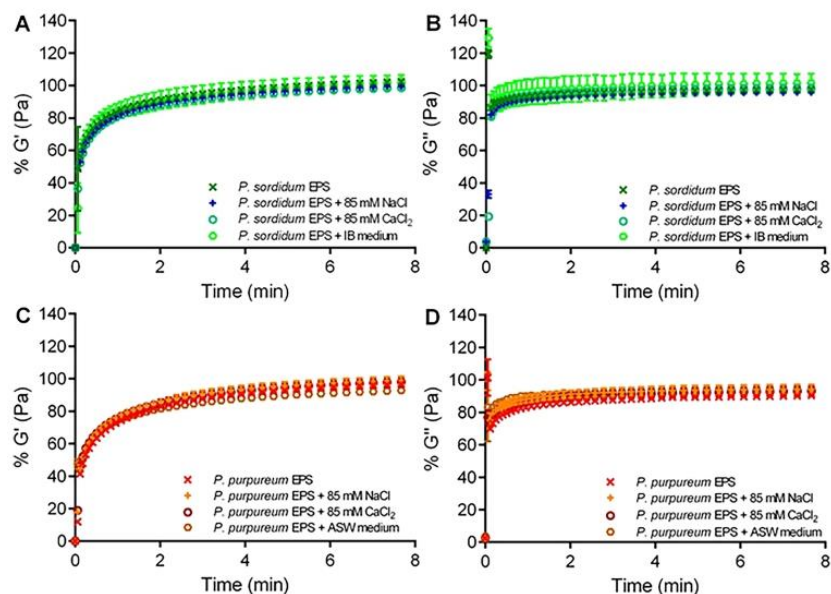 A
140
120
100
80
60
40
20
0
% G' (Pa)
P. sordidum EPS
P. sordidum EPS + 85 mM NaCl
P. sordidum EPS + 85 mM CaCl2
P. sordidum EPS + IB medium
0 2 4 6 8
Time (min)
B
140
120
100
80
60
40
20
0
% G'' (Pa)
P. sordidum EPS
P. sordidum EPS + 85 mM NaCl
P. sordidum EPS + 85 mM CaCl2
P. sordidum EPS + IB medium
0 2 4 6 8
Time (min)
C
140
120
100
80
60
40
20
0
% G' (Pa)
P. purpureum EPS
P. purpureum EPS + 85 mM NaCl
P. purpureum EPS + 85 mM CaCl2
P. purpureum EPS + ASW medium
0 2 4 6 8
Time (min)
D
140
120
100
80
60
40
20
0
% G'' (Pa)
P. purpureum EPS
P. purpureum EPS + 85 mM NaCl
P. purpureum EPS + 85 mM CaCl2
P. purpureum EPS + ASW medium
0 2 4 6 8
Time (min)